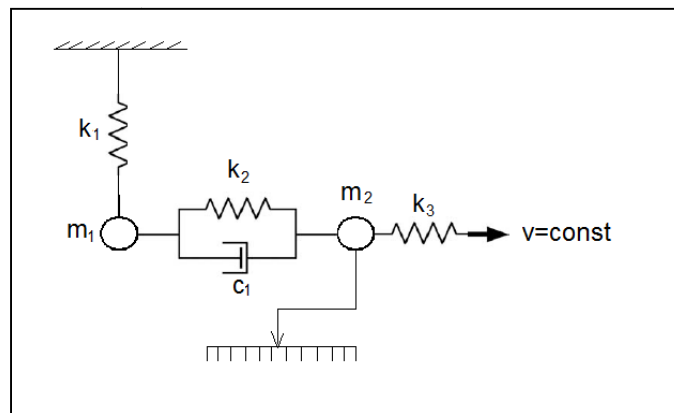 k₁
k₂
m₂
k₃
m₁
v=const
c₁